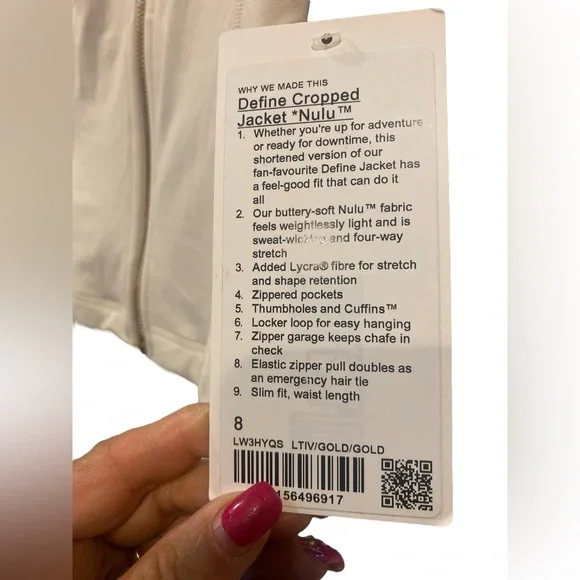 WHY WE MADE THIS
Define Cropped
Jacket *Nulu™
1. Whether you're up for adventure
or ready for downtime, this
shortened version of our
fan-favourite Define Jacket has
a feel-good fit that can do it
all
2. Our buttery-soft Nulu™ fabric
feels weightlessly light and is
sweat-wicking and four-way
stretch
3. Added Lycra® fibre for stretch
and shape retention
4. Zippered pockets
5. Thumbholes and Cuffins™
6. Locker loop for easy hanging
7. Zipper garage keeps chafe in
check
8. Elastic zipper pull doubles as
an emergency hair tie
9. Slim fit, waist length
8
LW3HYQS LTIV/GOLD/GOLD
156496917